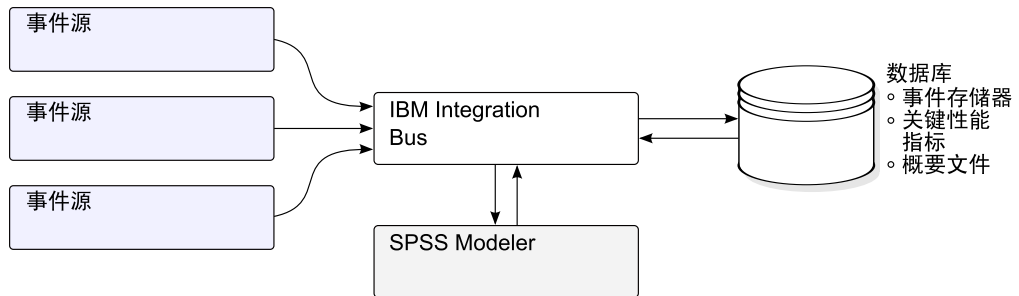 事件源
事件源
事件源
IBM Integration
Bus
SPSS Modeler
数据库
事件存储器
关键性能
指标
概要文件